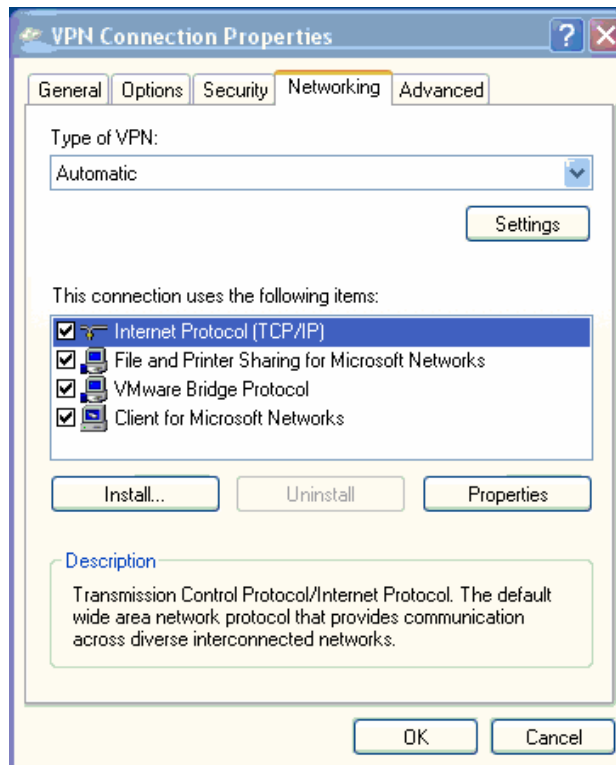 VPN Connection Properties
General Options Security Networking Advanced
Type of VPN:
Automatic
Settings
This connection uses the following items:
Internet Protocol (TCP/IP)
File and Printer Sharing for Microsoft Networks
VMware Bridge Protocol
Client for Microsoft Networks
Install... Uninstall Properties
Description
Transmission Control Protocol/Internet Protocol. The default
wide area network protocol that provides communication
across diverse interconnected networks.
OK Cancel